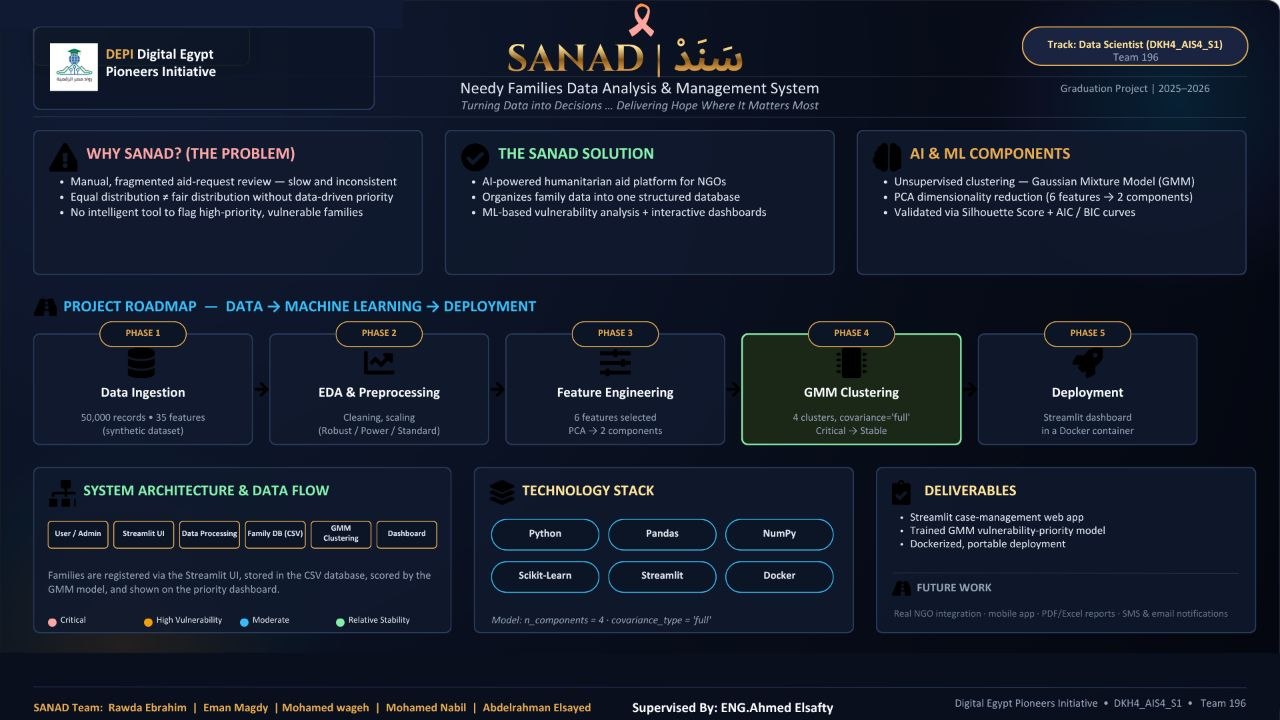 DEPI Digital Egypt
Pioneers Initiative
SANAD | سَنَدْ
Needy Families Data Analysis & Management System
Turning Data into Decisions ... Delivering Hope Where It Matters Most
Track: Data Scientist (DKH4_AIS4_S1)
Team 196
Graduation Project | 2025–2026
WHY SANAD? (THE PROBLEM)
• Manual, fragmented aid-request review — slow and inconsistent
• Equal distribution ≠ fair distribution without data-driven priority
• No intelligent tool to flag high-priority, vulnerable families
THE SANAD SOLUTION
• AI-powered humanitarian aid platform for NGOs
• Organizes family data into one structured database
• ML-based vulnerability analysis + interactive dashboards
AI & ML COMPONENTS
• Unsupervised clustering — Gaussian Mixture Model (GMM)
• PCA dimensionality reduction (6 features → 2 components)
• Validated via Silhouette Score + AIC / BIC curves
PROJECT ROADMAP — DATA → MACHINE LEARNING → DEPLOYMENT
PHASE 1
Data Ingestion
50,000 records • 35 features
(synthetic dataset)
PHASE 2
EDA & Preprocessing
Cleaning, scaling
(Robust / Power / Standard)
PHASE 3
Feature Engineering
6 features selected
PCA → 2 components
PHASE 4
GMM Clustering
4 clusters, covariance='full'
Critical → Stable
PHASE 5
Deployment
Streamlit dashboard
in a Docker container
SYSTEM ARCHITECTURE & DATA FLOW
User / Admin
Streamlit UI
Data Processing
Family DB (CSV)
GMM
Clustering
Dashboard
Families are registered via the Streamlit UI, stored in the CSV database, scored by the
GMM model, and shown on the priority dashboard.
Critical
High Vulnerability
Moderate
Relative Stability
TECHNOLOGY STACK
Python
Pandas
NumPy
Scikit-Learn
Streamlit
Docker
Model: n_components = 4 · covariance_type = 'full'
DELIVERABLES
• Streamlit case-management web app
• Trained GMM vulnerability-priority model
• Dockerized, portable deployment
FUTURE WORK
Real NGO integration · mobile app · PDF/Excel reports · SMS & email notifications
SANAD Team: Rawda Ebrahim | Eman Magdy | Mohamed wageh | Mohamed Nabil | Abdelrahman Elsayed
Supervised By: ENG.Ahmed Elsafty
Digital Egypt Pioneers Initiative • DKH4_AIS4_S1 • Team 196